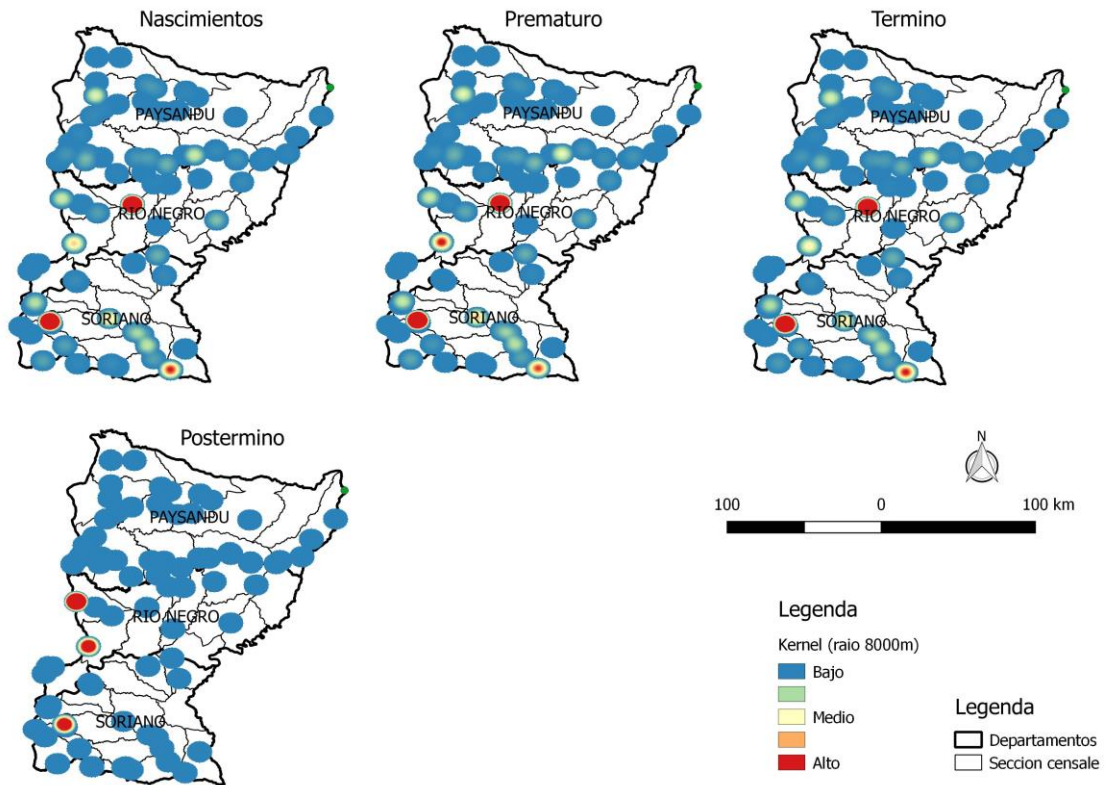 Nascimientos
Prematuro
Termino
PAYSANDU
RIO NEGRO
SORIANO
PAYSANDU
RIO NEGRO
SORIANO
PAYSANDU
RIO NEGRO
SORIANO
Postermino
PAYSANDU
RIO NEGRO
SORIANO
N
100 0 100 km
Legenda
Kernel (raio 8000m)
Bajo
Medio
Alto
Legenda
Departamentos
Seccion censale